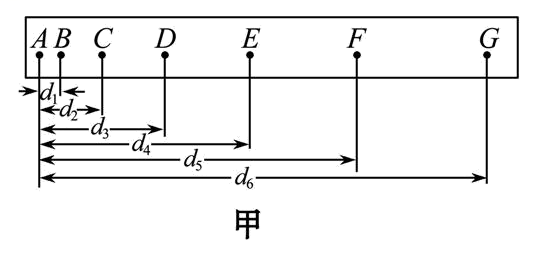 A B C D E F G
d₁
d₂
d₃
d₄
d₅
d₆
甲